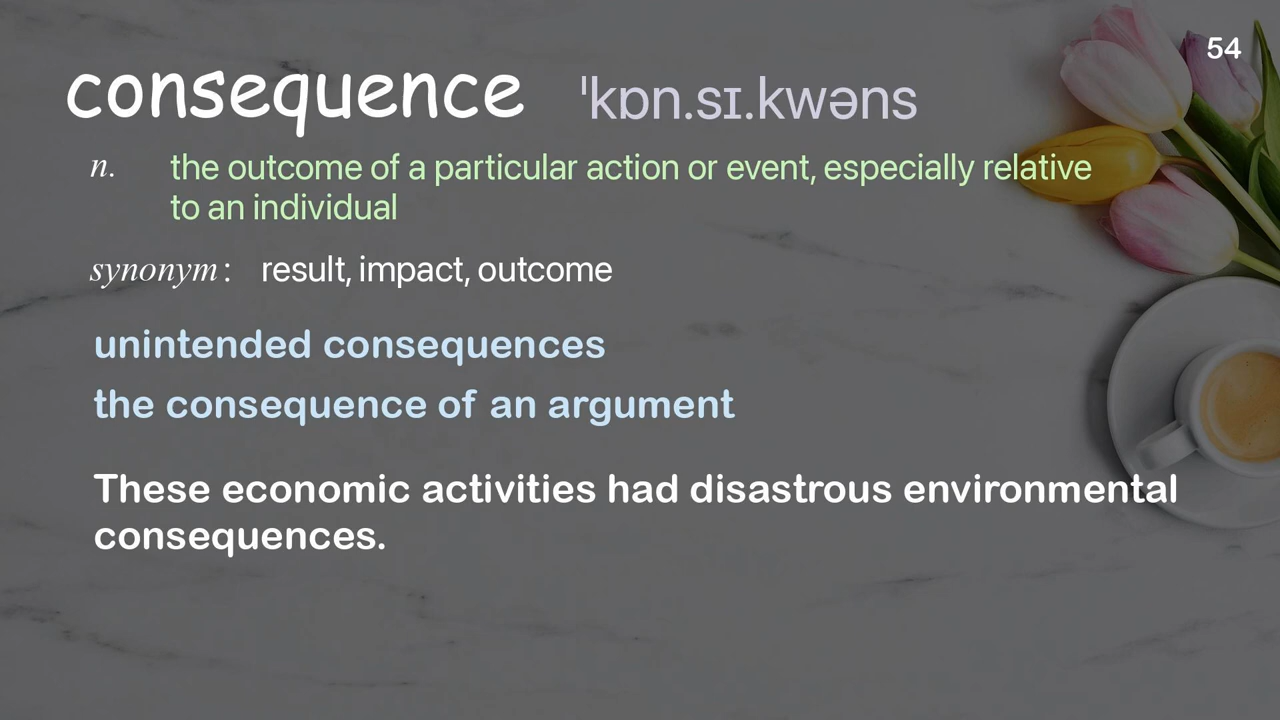 54
consequence ˈkɒn.sɪ.kwəns
n. the outcome of a particular action or event, especially relative
to an individual
synonym: result, impact, outcome
unintended consequences
the consequence of an argument
These economic activities had disastrous environmental
consequences.